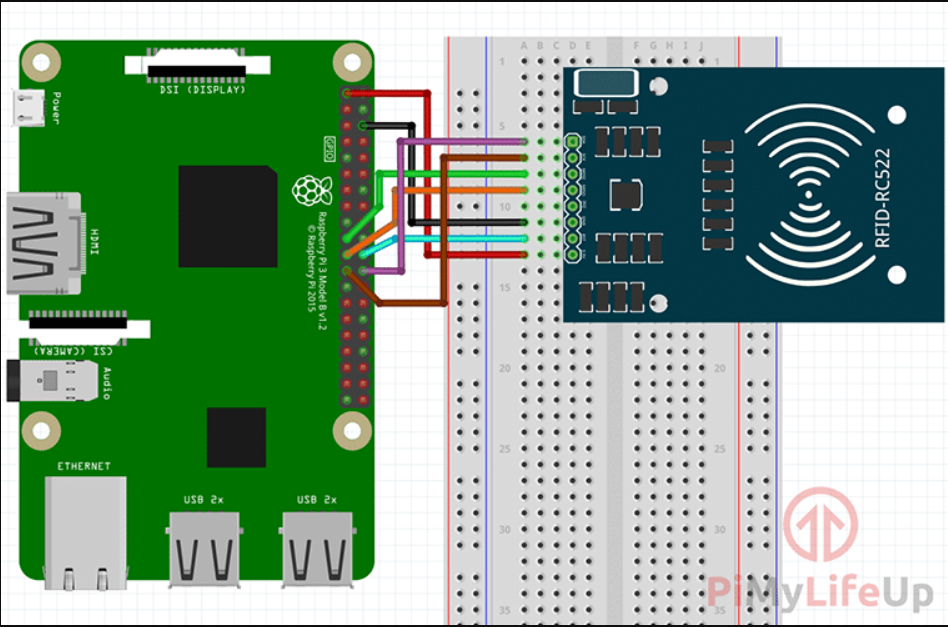 DSI (DISPLAY)
Power
GPIO
HDMI
Raspberry Pi 3 Model B v1.2
© Raspberry Pi 2015
CSI (CAMERA)
Audio
ETHERNET
USB 2x
USB 2x
A B C D E
F G H I J
1
1
5
10
15
20
20
25
25
30
30
35
35
RFID-RC522
PiMyLifeUp